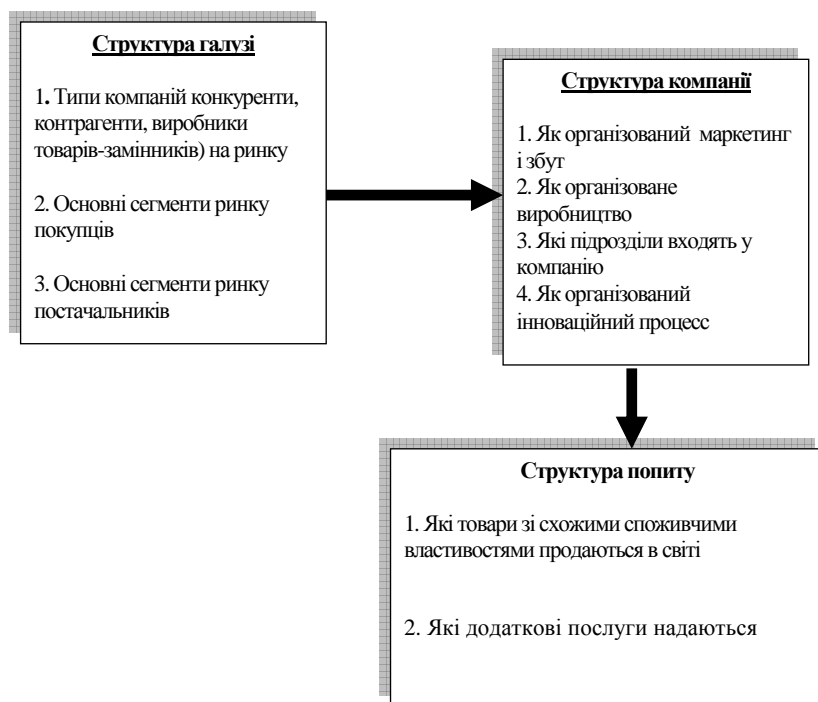 Структура галузі
1. Типи компаній конкуренти,
контрагенти, виробники
товарів-замінників) на ринку
2. Основні сегменти ринку
покупців
3. Основні сегменти ринку
постачальників
Структура компанії
1. Як організований маркетинг
і збут
2. Як організоване
виробництво
3. Які підрозділи входять у
компанію
4. Як організований
інноваційний процесс
Структура попиту
1. Які товари зі схожими споживчими
властивостями продаються в світі
2. Які додаткові послуги надаються